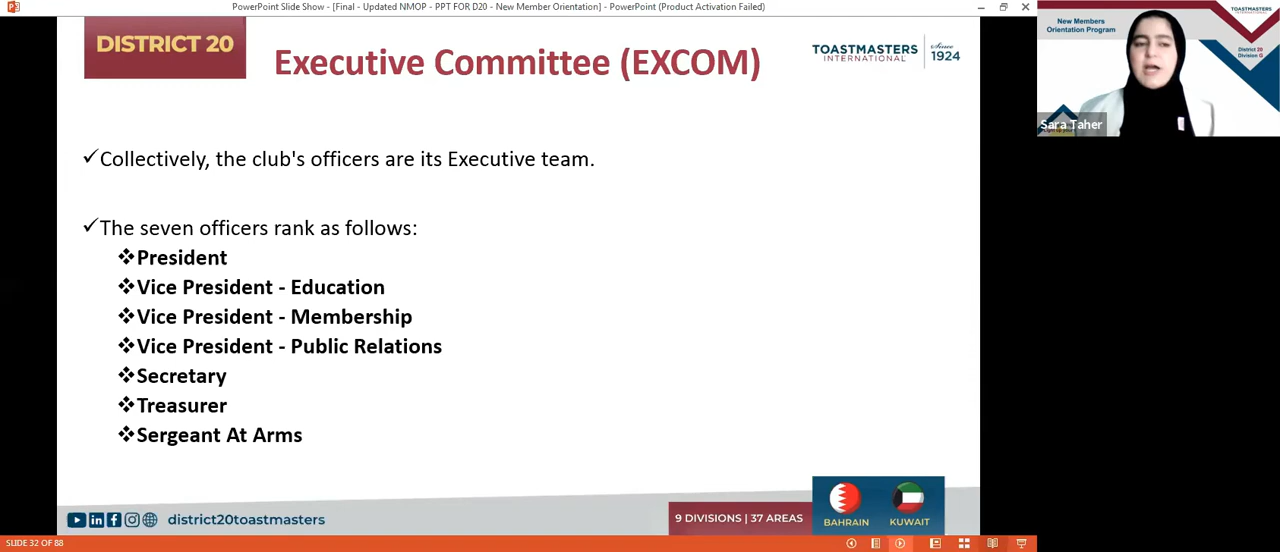 PowerPoint Slide Show - [Final - Updated NMOP - PPT FOR D20 - New Member Orientation] - PowerPoint (Product Activation Failed)
DISTRICT 20
Executive Committee (EXCOM)
TOASTMASTERS
INTERNATIONAL
Since
1924
New Members
Orientation Program
TOASTMASTERS
INTERNATIONAL
District 20
Division G
Sara Taher
✓Collectively, the club's officers are its Executive team.
✓The seven officers rank as follows:
❖President
❖Vice President - Education
❖Vice President - Membership
❖Vice President - Public Relations
❖Secretary
❖Treasurer
❖Sergeant At Arms
district20toastmasters
9 DIVISIONS | 37 AREAS
BAHRAIN
KUWAIT
SLIDE 32 OF 88